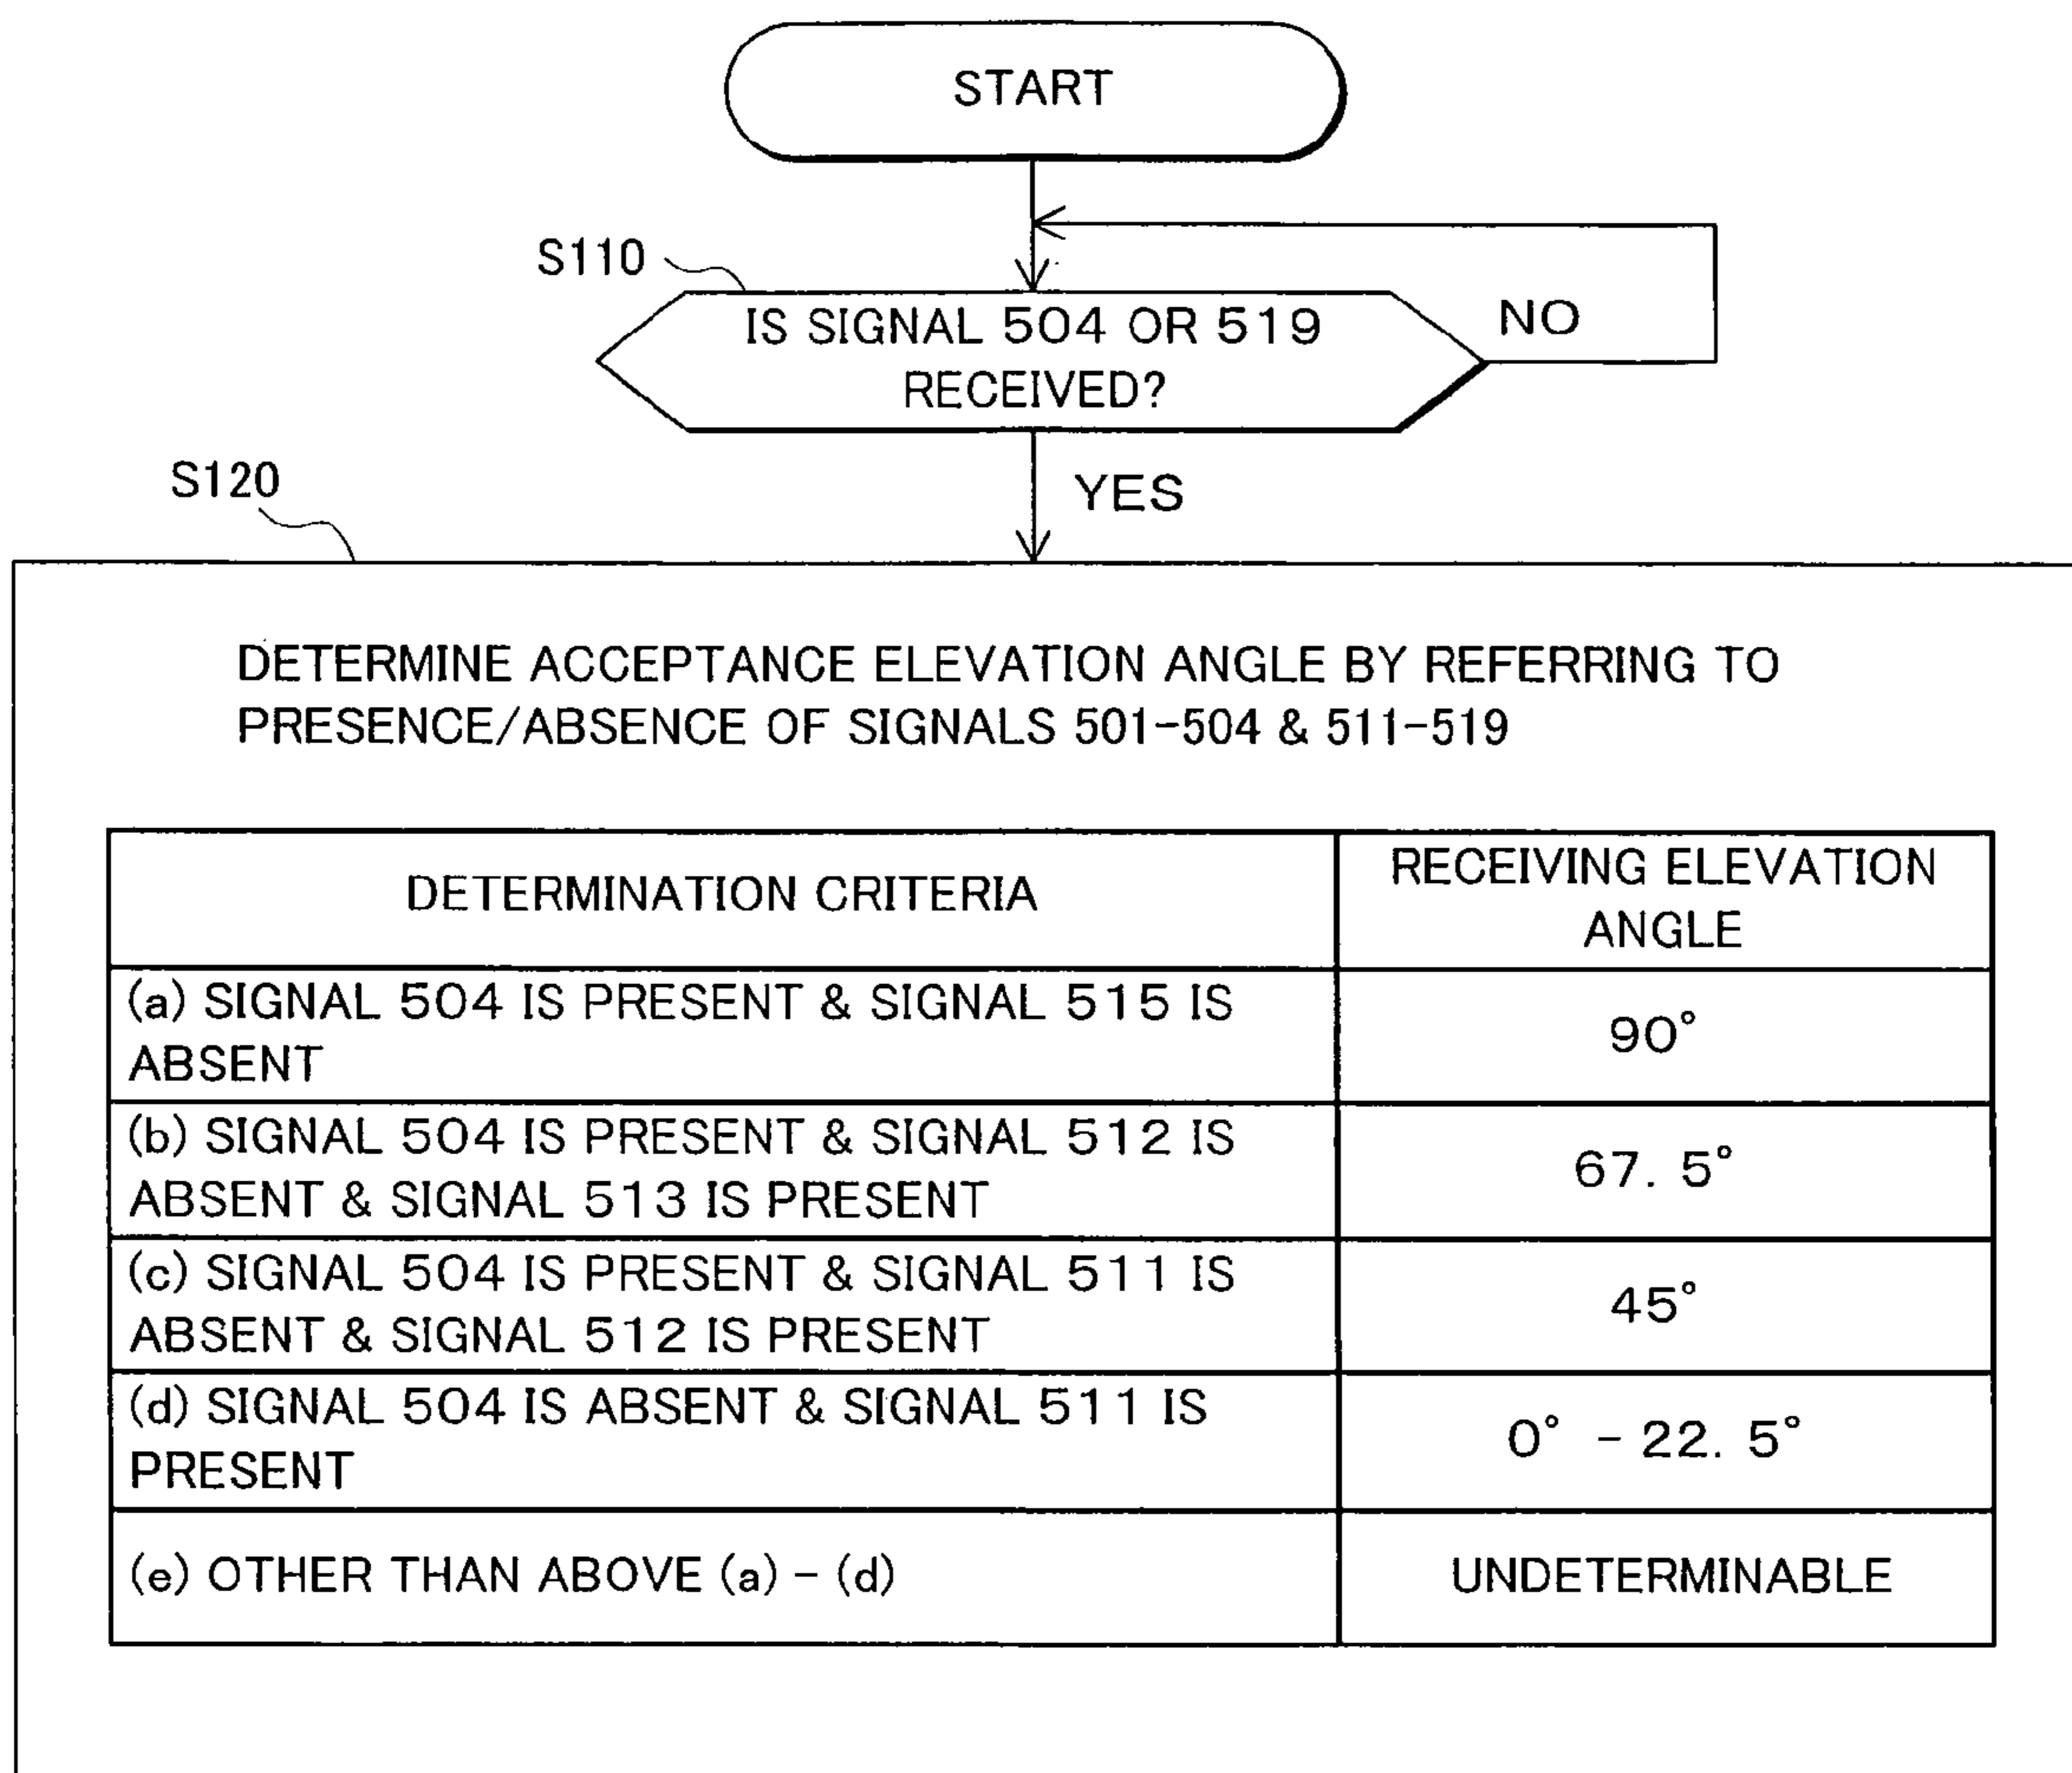 START
S110
IS SIGNAL 504 OR 519
RECEIVED?
NO
S120
YES
DETERMINE ACCEPTANCE ELEVATION ANGLE BY REFERRING TO
PRESENCE/ABSENCE OF SIGNALS 501-504 & 511-519
DETERMINATION CRITERIA
RECEIVING ELEVATION
ANGLE
(a) SIGNAL 504 IS PRESENT & SIGNAL 515 IS
ABSENT
90°
(b) SIGNAL 504 IS PRESENT & SIGNAL 512 IS
ABSENT & SIGNAL 513 IS PRESENT
67. 5°
(c) SIGNAL 504 IS PRESENT & SIGNAL 511 IS
ABSENT & SIGNAL 512 IS PRESENT
45°
(d) SIGNAL 504 IS ABSENT & SIGNAL 511 IS
PRESENT
0° - 22. 5°
(e) OTHER THAN ABOVE (a) - (d)
UNDETERMINABLE